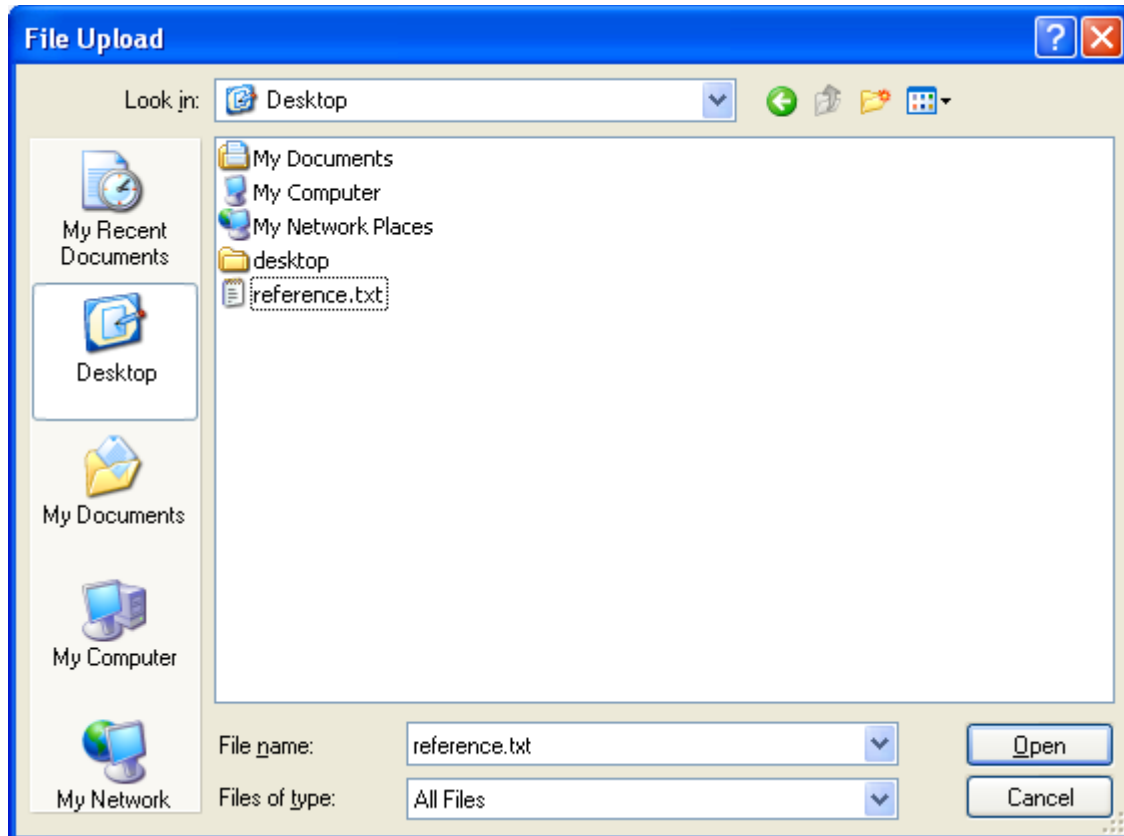 File Upload
Look in:
Desktop
My Recent
Documents
Desktop
My Documents
My Computer
My Network
My Documents
My Computer
My Network Places
desktop
reference.txt
File name:
reference.txt
Open
Files of type:
All Files
Cancel